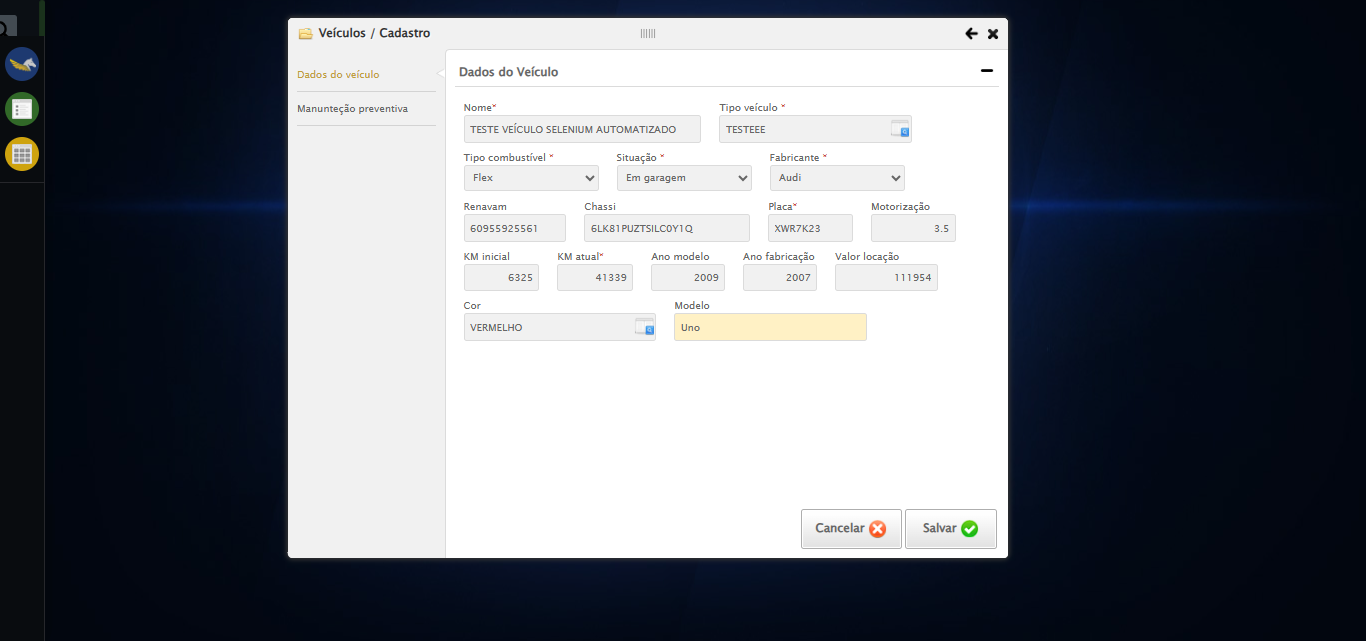 Veículos / Cadastro
Dados do veículo
Manunteção preventiva
Dados do Veículo
Nome* Tipo veículo *
TESTE VEÍCULO SELENIUM AUTOMATIZADO TESTEEE
Tipo combustível * Situação * Fabricante *
Flex Em garagem Audi
Renavam Chassi Placa* Motorização
60955925561 6LK81PUZTSILC0Y1Q XWR7K23 3.5
KM inicial KM atual* Ano modelo Ano fabricação Valor locação
6325 41339 2009 2007 111954
Cor Modelo
VERMELHO Uno
Cancelar Salvar